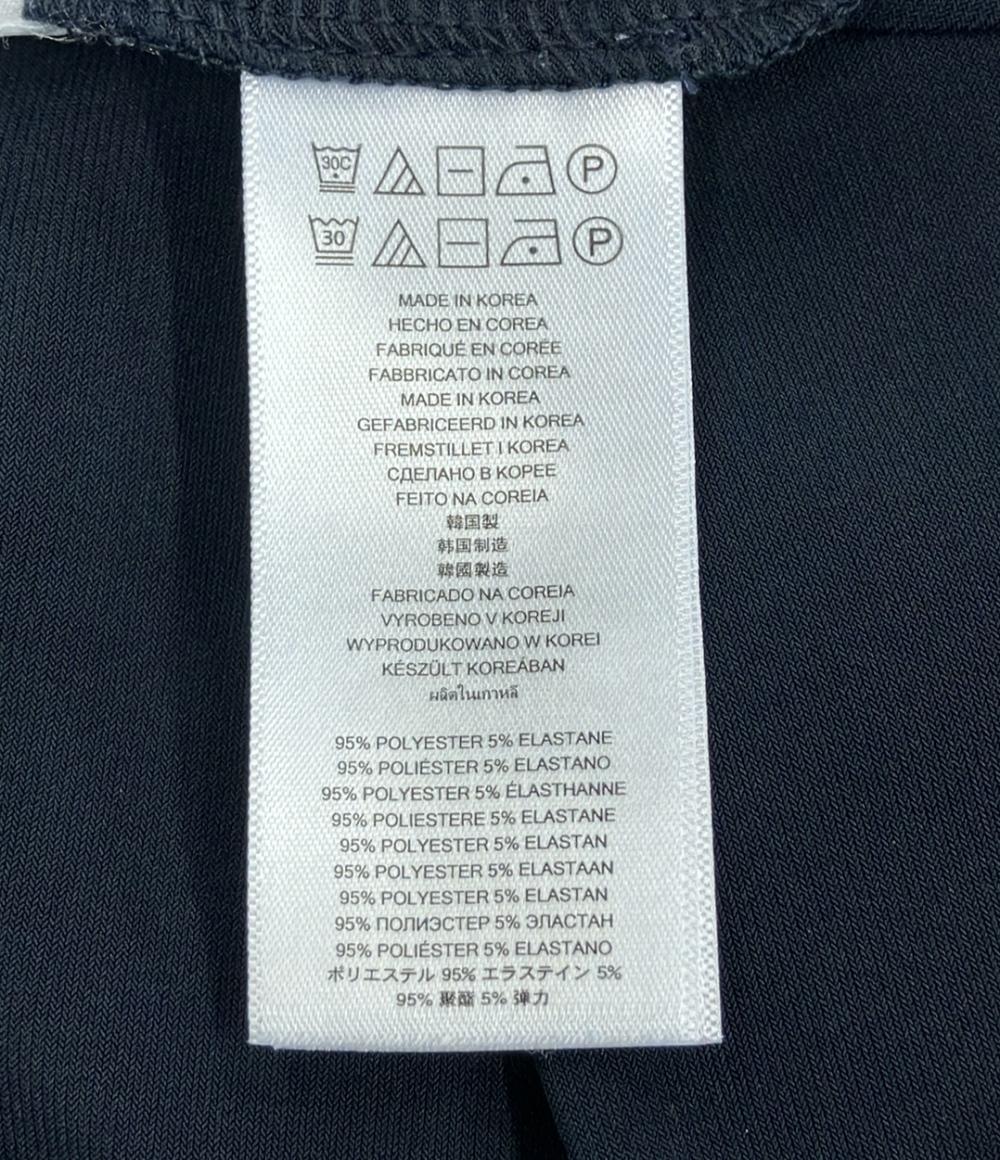 30C P
30 P
MADE IN KOREA
HECHO EN COREA
FABRIQUÉ EN CORÉE
FABBRICATO IN COREA
MADE IN KOREA
GEFABRICEERD IN KOREA
FREMSTILLET I KOREA
СДЕЛАНО В КОРЕЕ
FEITO NA COREIA
韓国製
韩国制造
韓國製造
FABRICADO NA COREIA
VYROBENO V KOREJI
WYPRODUKOWANO W KOREI
KÉSZÜLT KOREÁBAN
ผลิตในเกาหลี
95% POLYESTER 5% ELASTANE
95% POLIÉSTER 5% ELASTANO
95% POLYESTER 5% ÉLASTHANNE
95% POLIESTERE 5% ELASTANE
95% POLYESTER 5% ELASTAN
95% POLYESTER 5% ELASTAAN
95% POLYESTER 5% ELASTAN
95% ПОЛИЭСТЕР 5% ЭЛАСТАН
95% POLIÉSTER 5% ELASTANO
ポリエステル 95% エラステイン 5%
95% 聚酯 5% 弹力